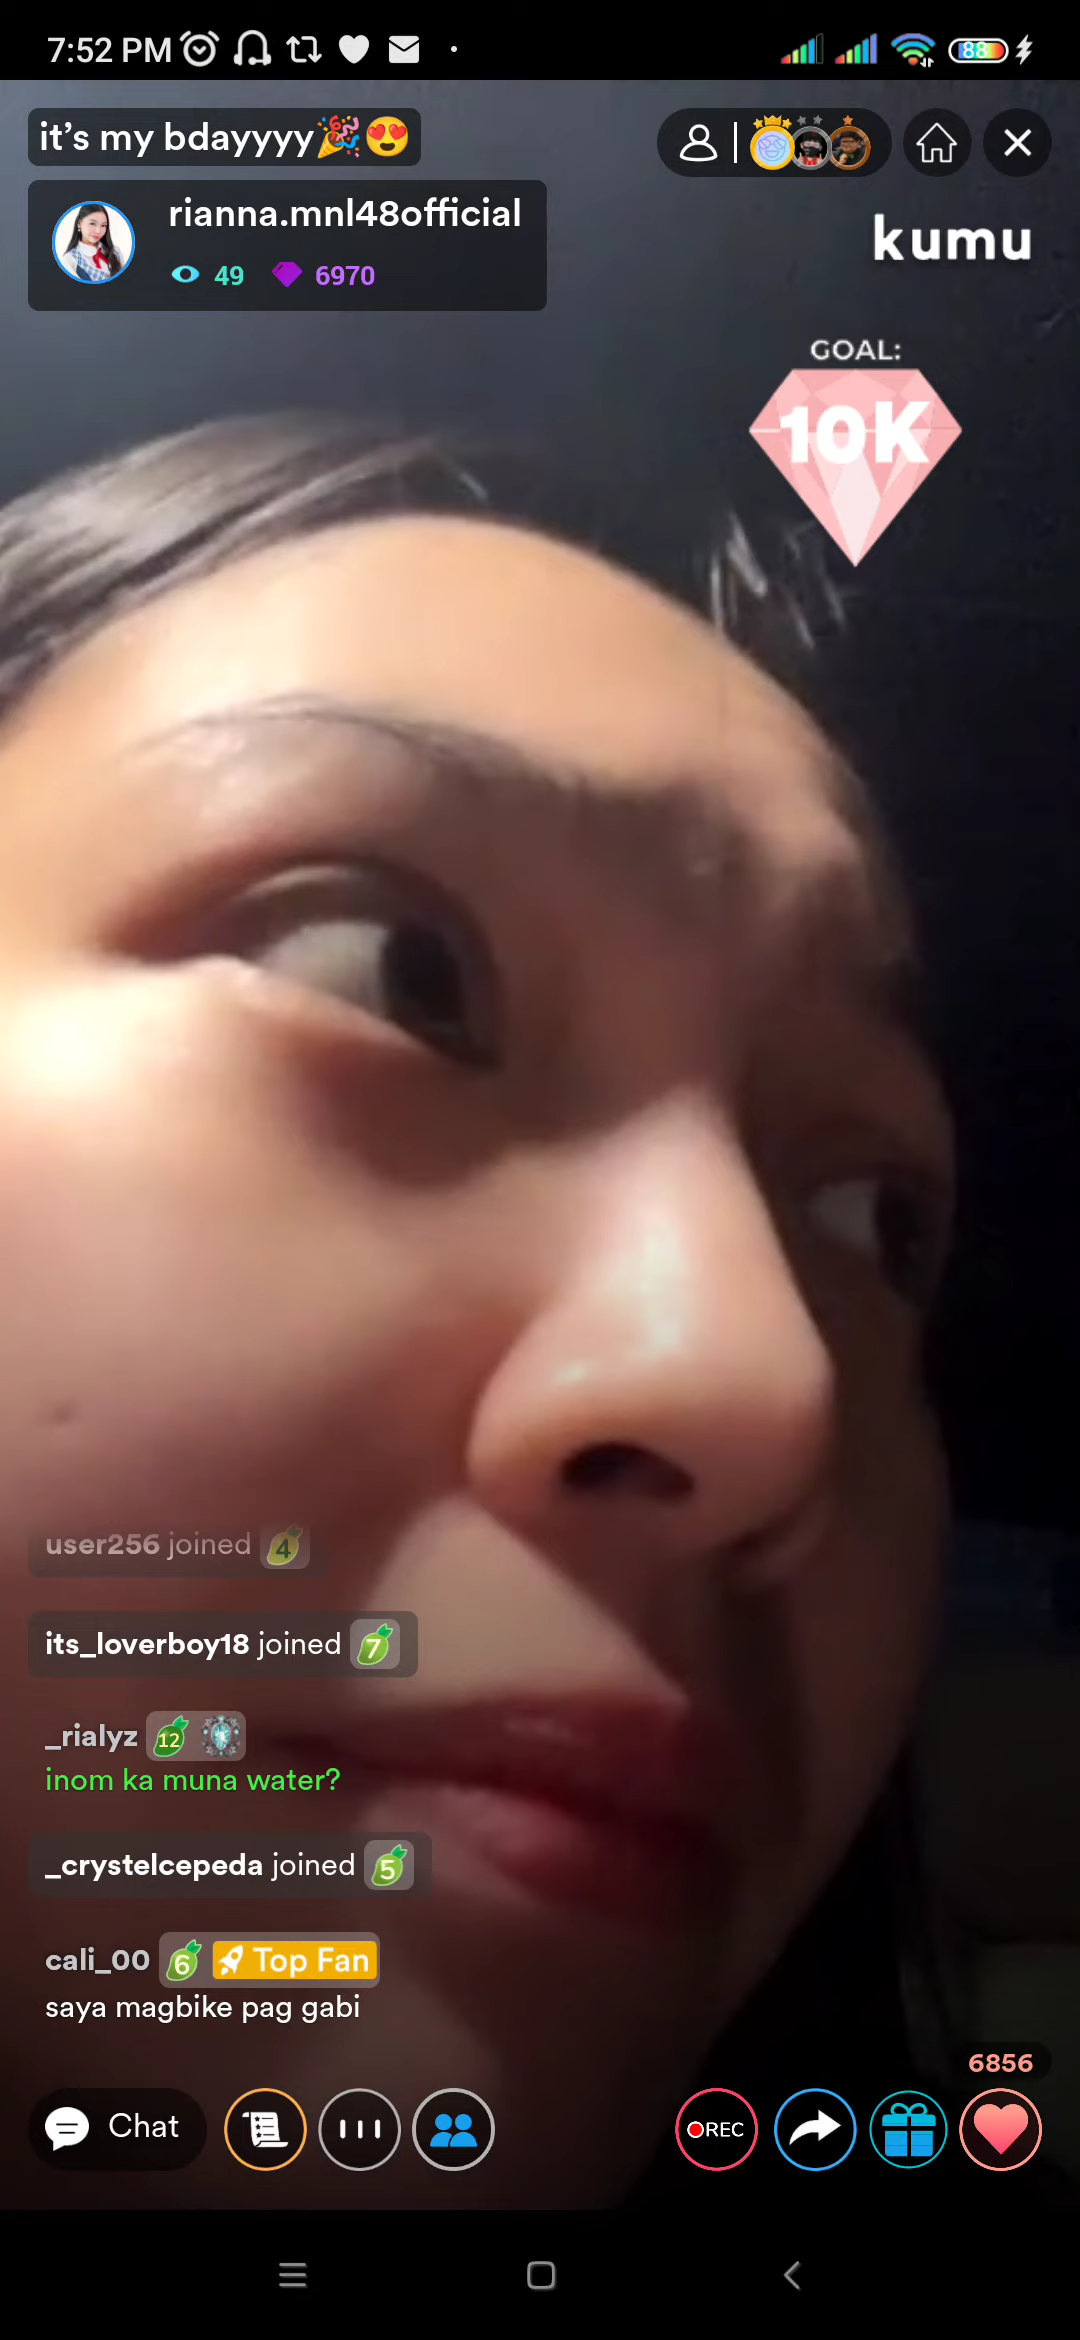 7:52 PM
88
it's my bdayyyy🎉😍
rianna.mnl48official
49 6970
kumu
GOAL:
10K
user256 joined 4
its_loverboy18 joined 7
_rialyz 12
inom ka muna water?
_crystelcepeda joined 5
cali_00 6 Top Fan
saya magbike pag gabi
6856
Chat
REC